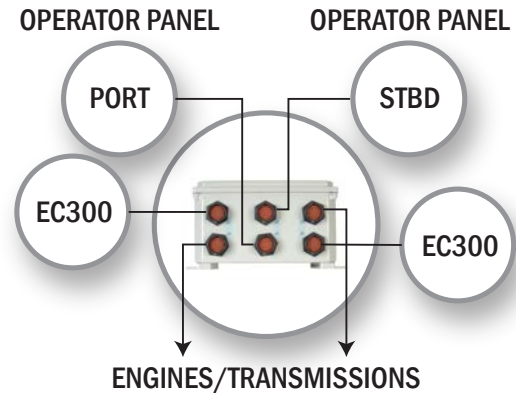 OPERATOR PANEL OPERATOR PANEL
PORT STBD
EC300
EC300
ENGINES/TRANSMISSIONS